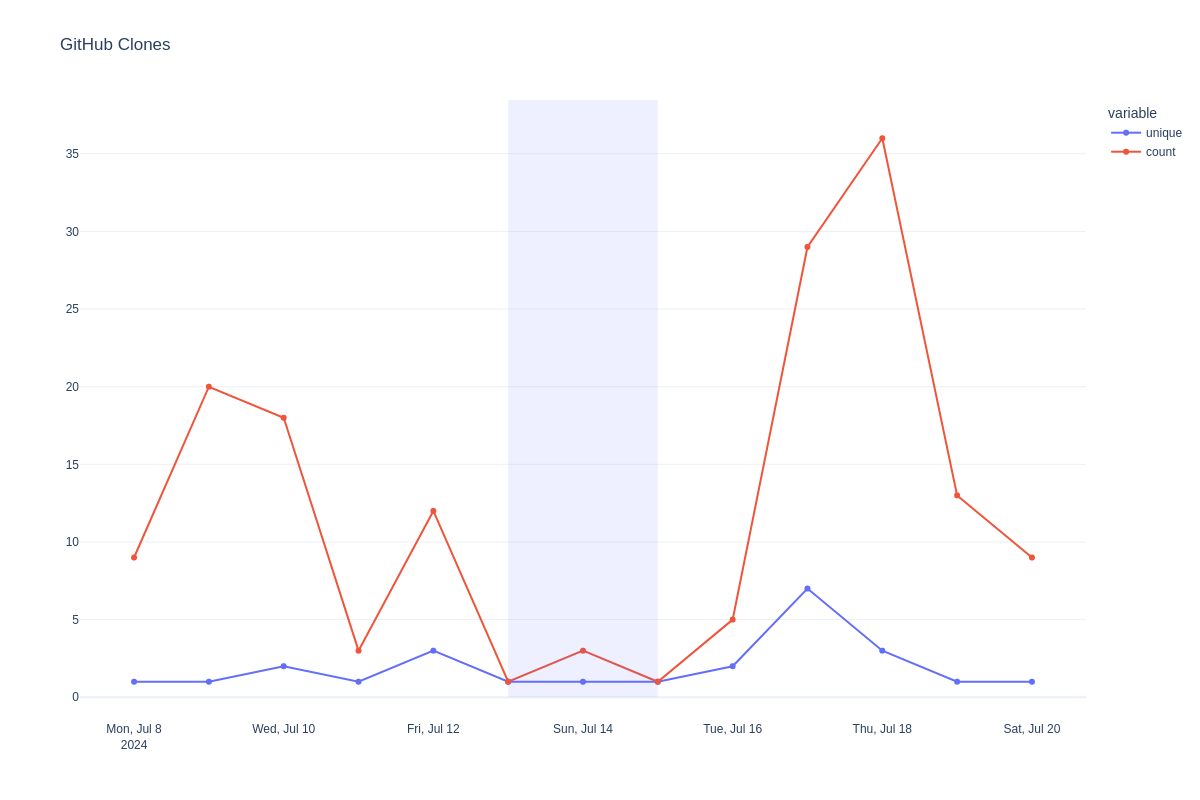 GitHub Clones
variable
unique
count
35
30
25
20
15
10
5
0
Mon, Jul 8
2024
Wed, Jul 10
Fri, Jul 12
Sun, Jul 14
Tue, Jul 16
Thu, Jul 18
Sat, Jul 20